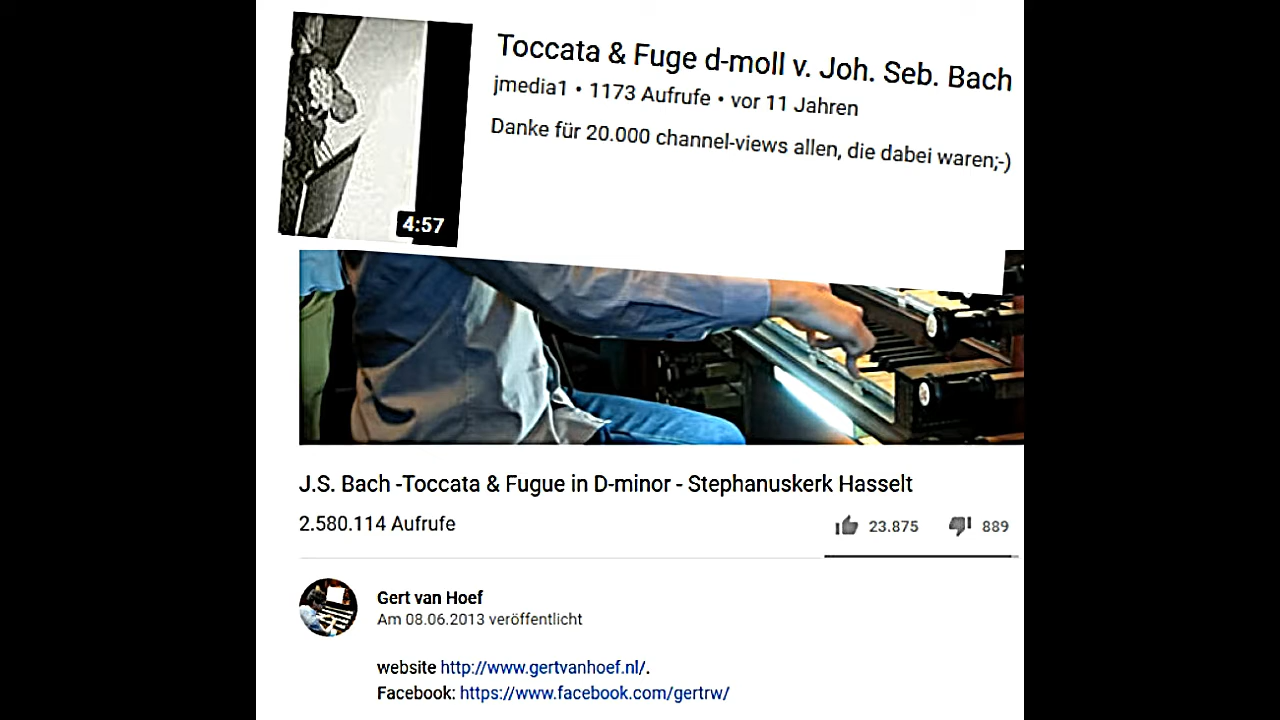 Toccata & Fuge d-moll v. Joh. Seb. Bach
jmedia1 • 1173 Aufrufe • vor 11 Jahren
Danke für 20.000 channel-views allen, die dabei waren;-)
4:57
J.S. Bach -Toccata & Fugue in D-minor - Stephanuskerk Hasselt
2.580.114 Aufrufe
23.875 889
Gert van Hoef
Am 08.06.2013 veröffentlicht
website http://www.gertvanhoef.nl/.
Facebook: https://www.facebook.com/gertrw/